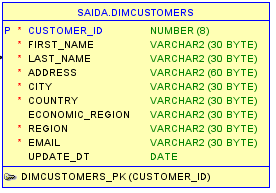 SAIDA.DIMCUSTOMERS
P * CUSTOMER_ID NUMBER (8)
* FIRST_NAME VARCHAR2 (30 BYTE)
* LAST_NAME VARCHAR2 (30 BYTE)
* ADDRESS VARCHAR2 (60 BYTE)
* CITY VARCHAR2 (30 BYTE)
* COUNTRY VARCHAR2 (30 BYTE)
ECONOMIC_REGION VARCHAR2 (30 BYTE)
* REGION VARCHAR2 (30 BYTE)
* EMAIL VARCHAR2 (30 BYTE)
UPDATE_DT DATE
DIMCUSTOMERS_PK (CUSTOMER_ID)